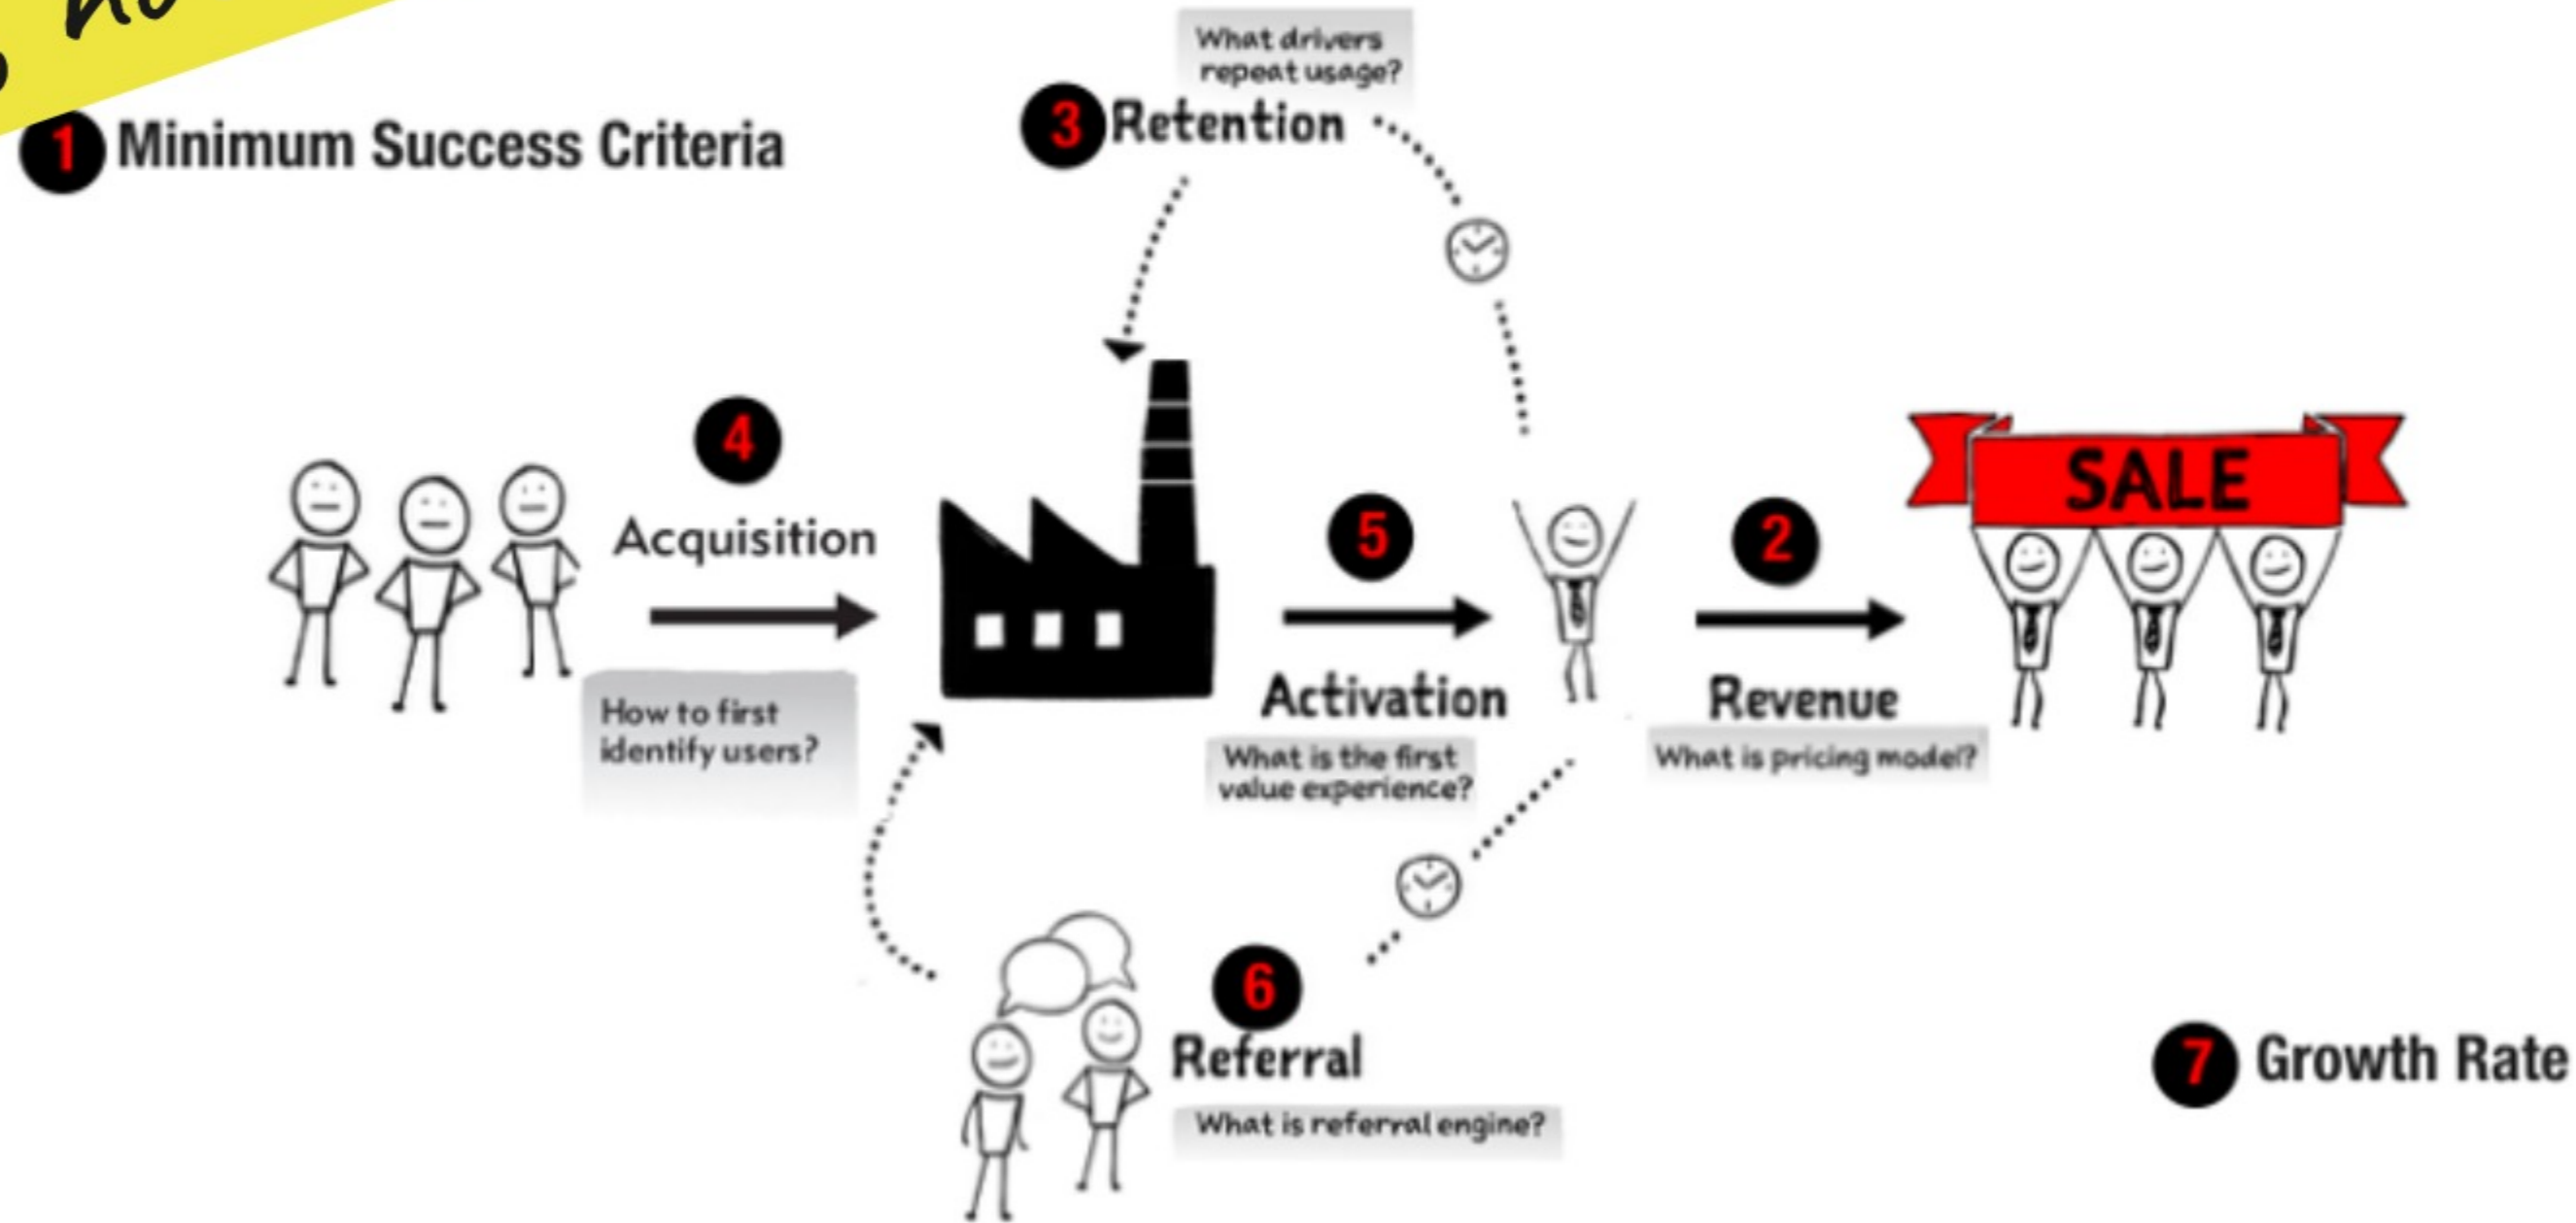 1 Minimum Success Criteria
What drivers
repeat usage?
3 Retention
4
Acquisition
How to first
identify users?
5
Activation
What is the first
value experience?
2
Revenue
What is pricing model?
SALE
6
Referral
What is referral engine?
7 Growth Rate